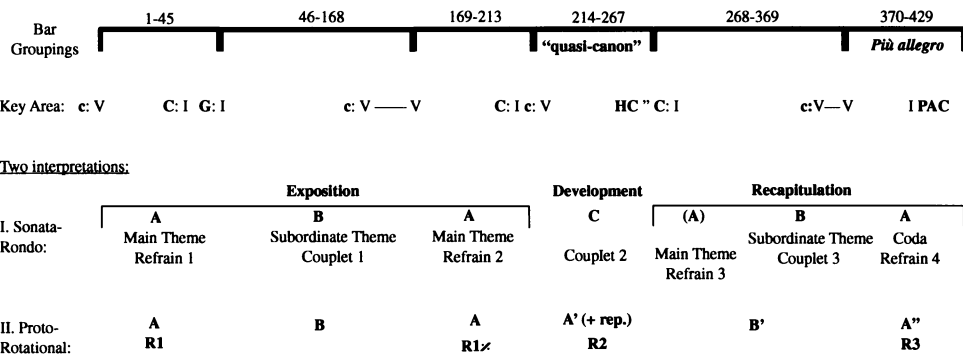 1-45 46-168 169-213 214-267 268-369 370-429
Bar Groupings "quasi-canon" Più allegro
Key Area: c: V C: I G: I c: V —— V C: I c: V HC " C: I c:V— V I PAC
Two interpretations:
Exposition Development Recapitulation
I. Sonata-Rondo:
A B A C (A) B A
Main Theme Subordinate Theme Main Theme Couplet 2 Main Theme Subordinate Theme Coda
Refrain 1 Couplet 1 Refrain 2 Refrain 3 Couplet 3 Refrain 4
II. Proto-Rotational:
A B A A' (+ rep.) B' A''
R1 R1٪ R2 R3